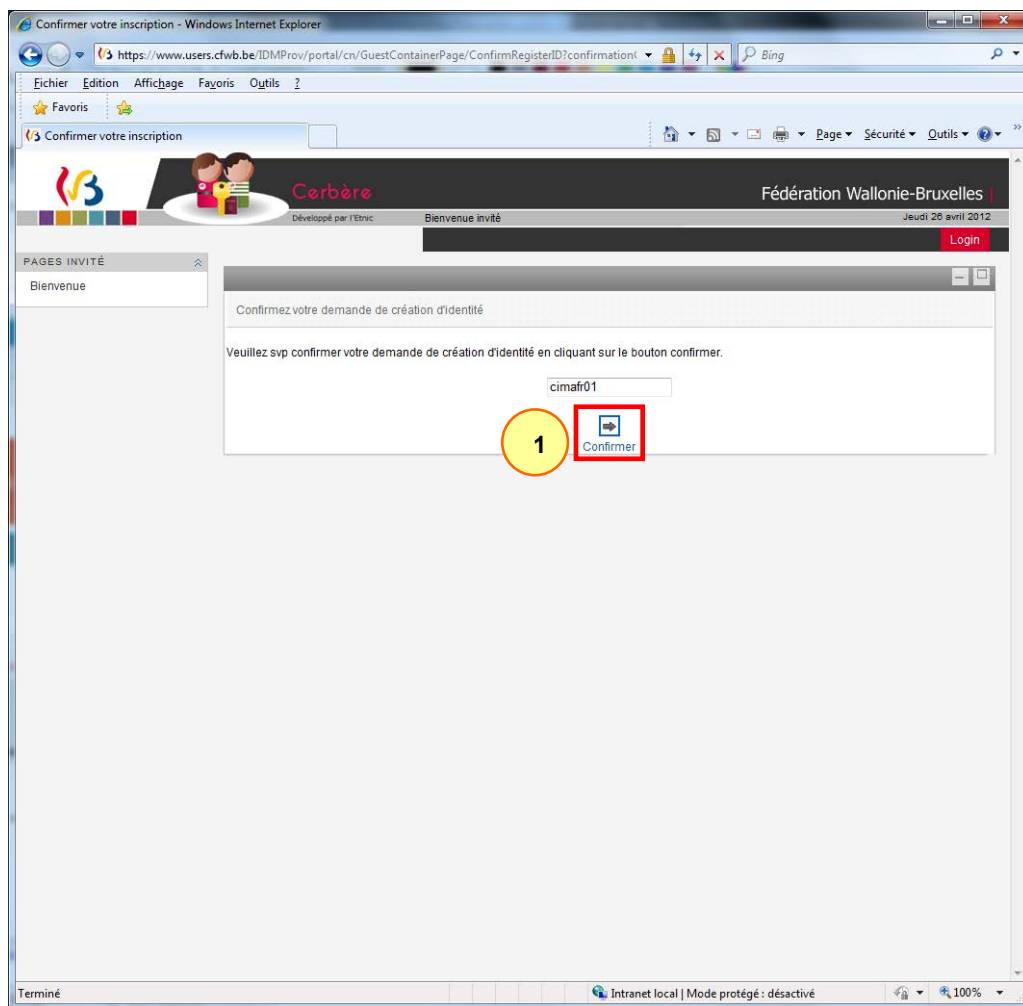 Confirmer votre inscription - Windows Internet Explorer
https://www.users.cfwb.be/IDMProv/portal/cn/GuestContainerPage/ConfirmRegisterID?confirmation
Bing
Fichier Edition Affichage Favoris Outils ?
Favoris
Confirmer votre inscription
Page Sécurité Outils
Cerbère
Fédération Wallonie-Bruxelles
Développé par l'Etnic
Bienvenue invité
Jeudi 26 avril 2012
Login
PAGES INVITÉ
Bienvenue
Confirmez votre demande de création d'identité
Veuillez svp confirmer votre demande de création d'identité en cliquant sur le bouton confirmer.
cimafr01
1
Confirmer
Terminé
Intranet local | Mode protégé : désactivé
100%